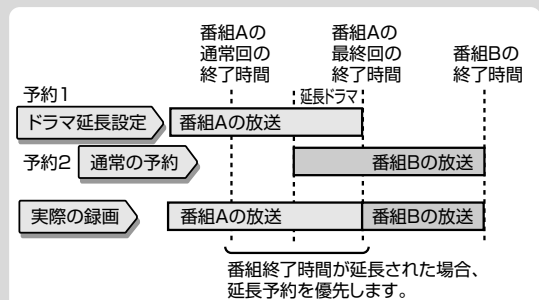 番組Aの
通常回の
終了時間
番組Aの
最終回の
終了時間
番組Bの
終了時間
予約1
延長ドラマ
ドラマ延長設定
番組Aの放送
予約2
通常の予約
番組Bの放送
実際の録画
番組Aの放送
番組Bの放送
番組終了時間が延長された場合、
延長予約を優先します。